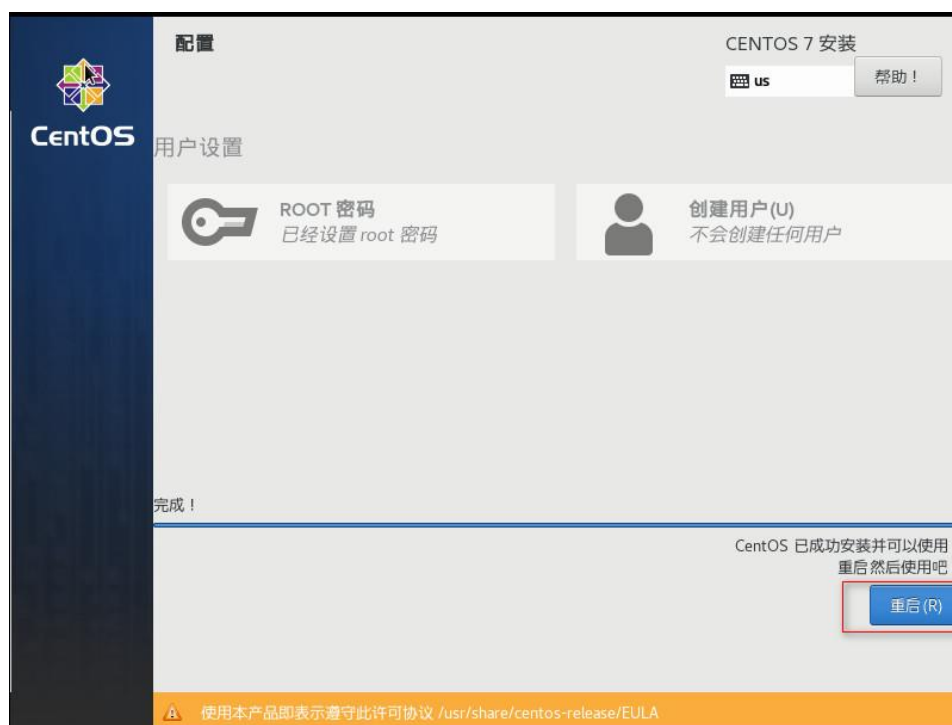 配置
CENTOS 7 安装
us
帮助！
CentOS
用户设置
ROOT 密码
已经设置 root 密码
创建用户(U)
不会创建任何用户
完成！
CentOS 已成功安装并可以使用
重启然后使用吧
重启(R)
使用本产品即表示遵守此许可协议 /usr/share/centos-release/EULA